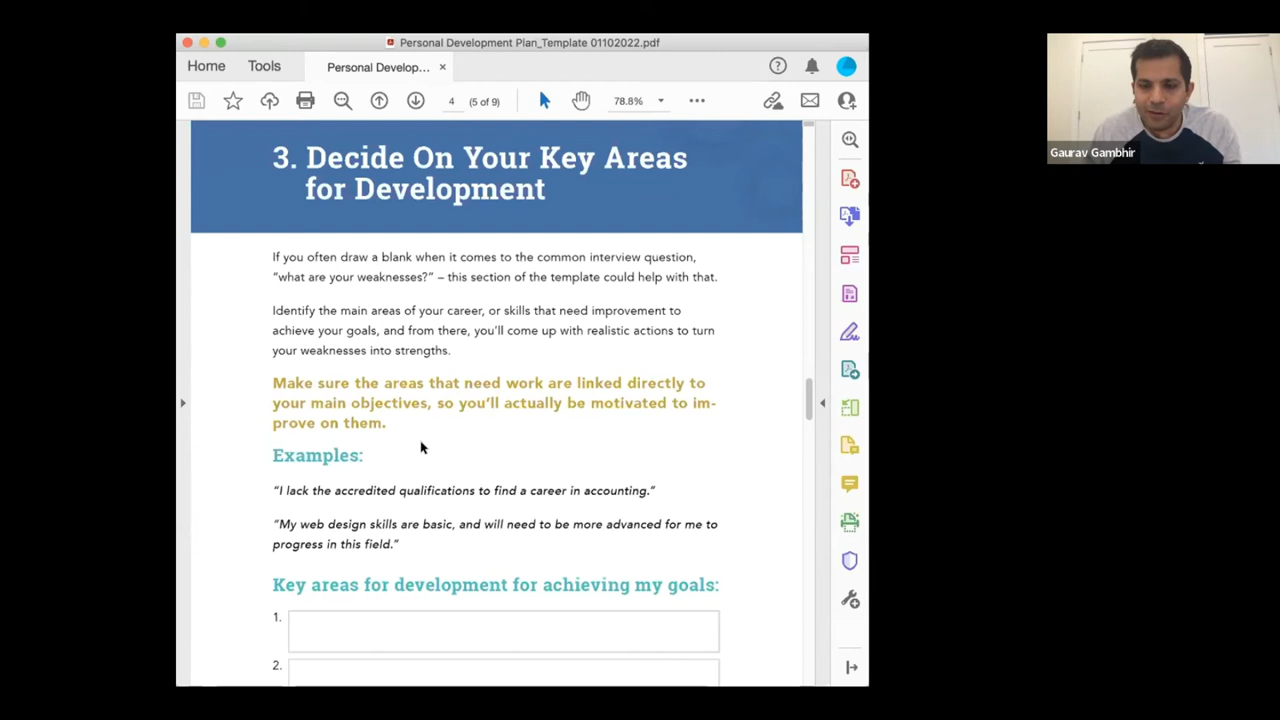 Personal Development Plan_Template 01102022.pdf
Home
Tools
Personal Develop...
4
(5 of 9)
78.8%
Gaurav Gambhir
3. Decide On Your Key Areas
for Development
If you often draw a blank when it comes to the common interview question,
“what are your weaknesses?” – this section of the template could help with that.
Identify the main areas of your career, or skills that need improvement to
achieve your goals, and from there, you’ll come up with realistic actions to turn
your weaknesses into strengths.
Make sure the areas that need work are linked directly to
your main objectives, so you’ll actually be motivated to im-
prove on them.
Examples:
“I lack the accredited qualifications to find a career in accounting.”
“My web design skills are basic, and will need to be more advanced for me to
progress in this field.”
Key areas for development for achieving my goals:
1.
2.